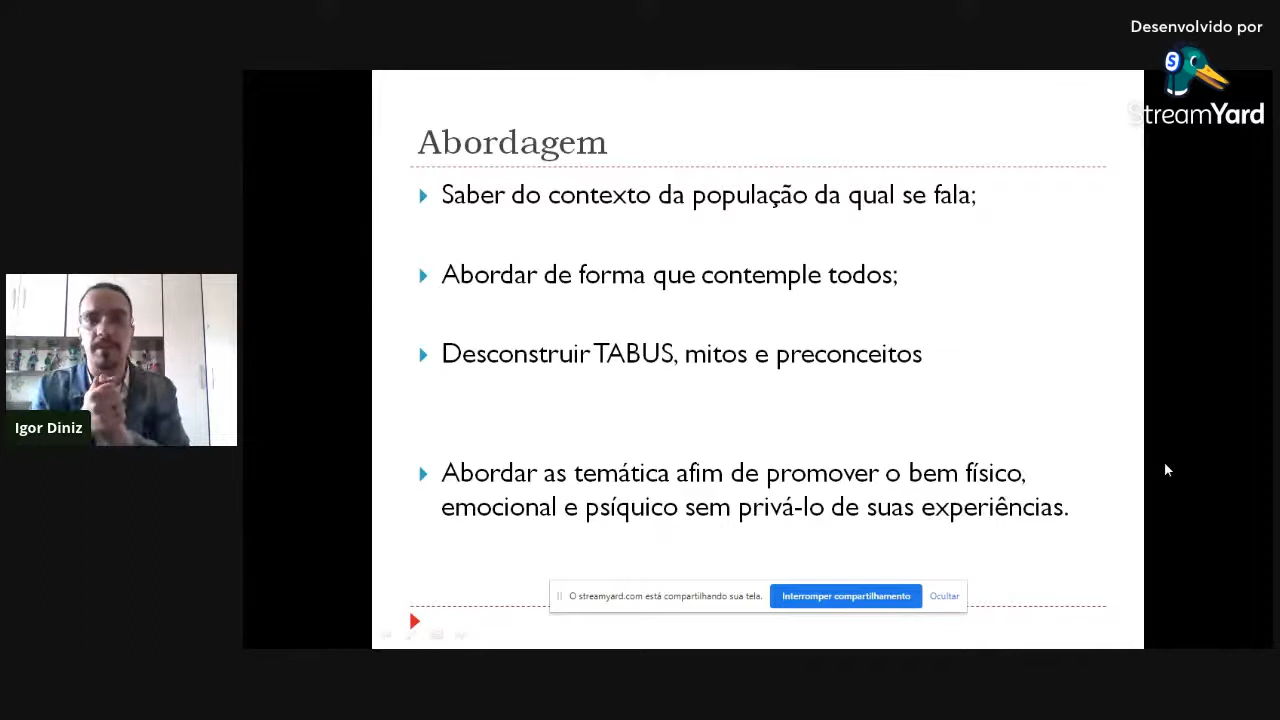 Desenvolvido por
StreamYard
Abordagem
Saber do contexto da população da qual se fala;
Abordar de forma que contemple todos;
Desconstruir TABUS, mitos e preconceitos
Abordar as temática afim de promover o bem físico,
emocional e psíquico sem privá-lo de suas experiências.
Igor Diniz
O streamyard.com está compartilhando sua tela.
Interromper compartilhamento
Ocultar